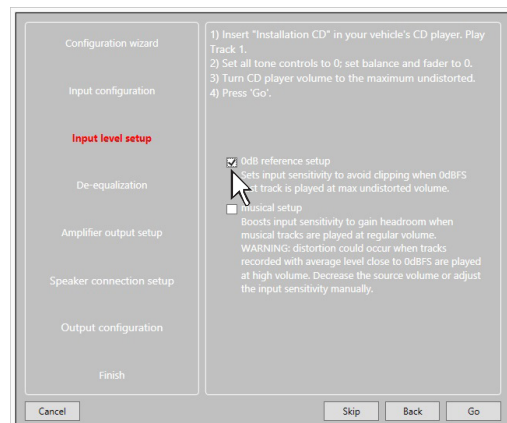 Configuration wizard
Input configuration
Input level setup
De-equalization
Amplifier output setup
Speaker connection setup
Output configuration
Finish
1) Insert "Installation CD" in your vehicle's CD player. Play
Track 1.
2) Set all tone controls to 0; set balance and fader to 0.
3) Turn CD player volume to the maximum undistorted.
4) Press 'Go'.
0dB reference setup
Sets input sensitivity to avoid clipping when 0dBFS
track is played at max undistorted volume.
musical setup
Boosts input sensitivity to gain headroom when
musical tracks are played at regular volume.
WARNING: distortion could occur when tracks
recorded with average level close to 0dBFS are played
at high volume. Decrease the source volume or adjust
the input sensitivity manually.
Cancel
Skip
Back
Go